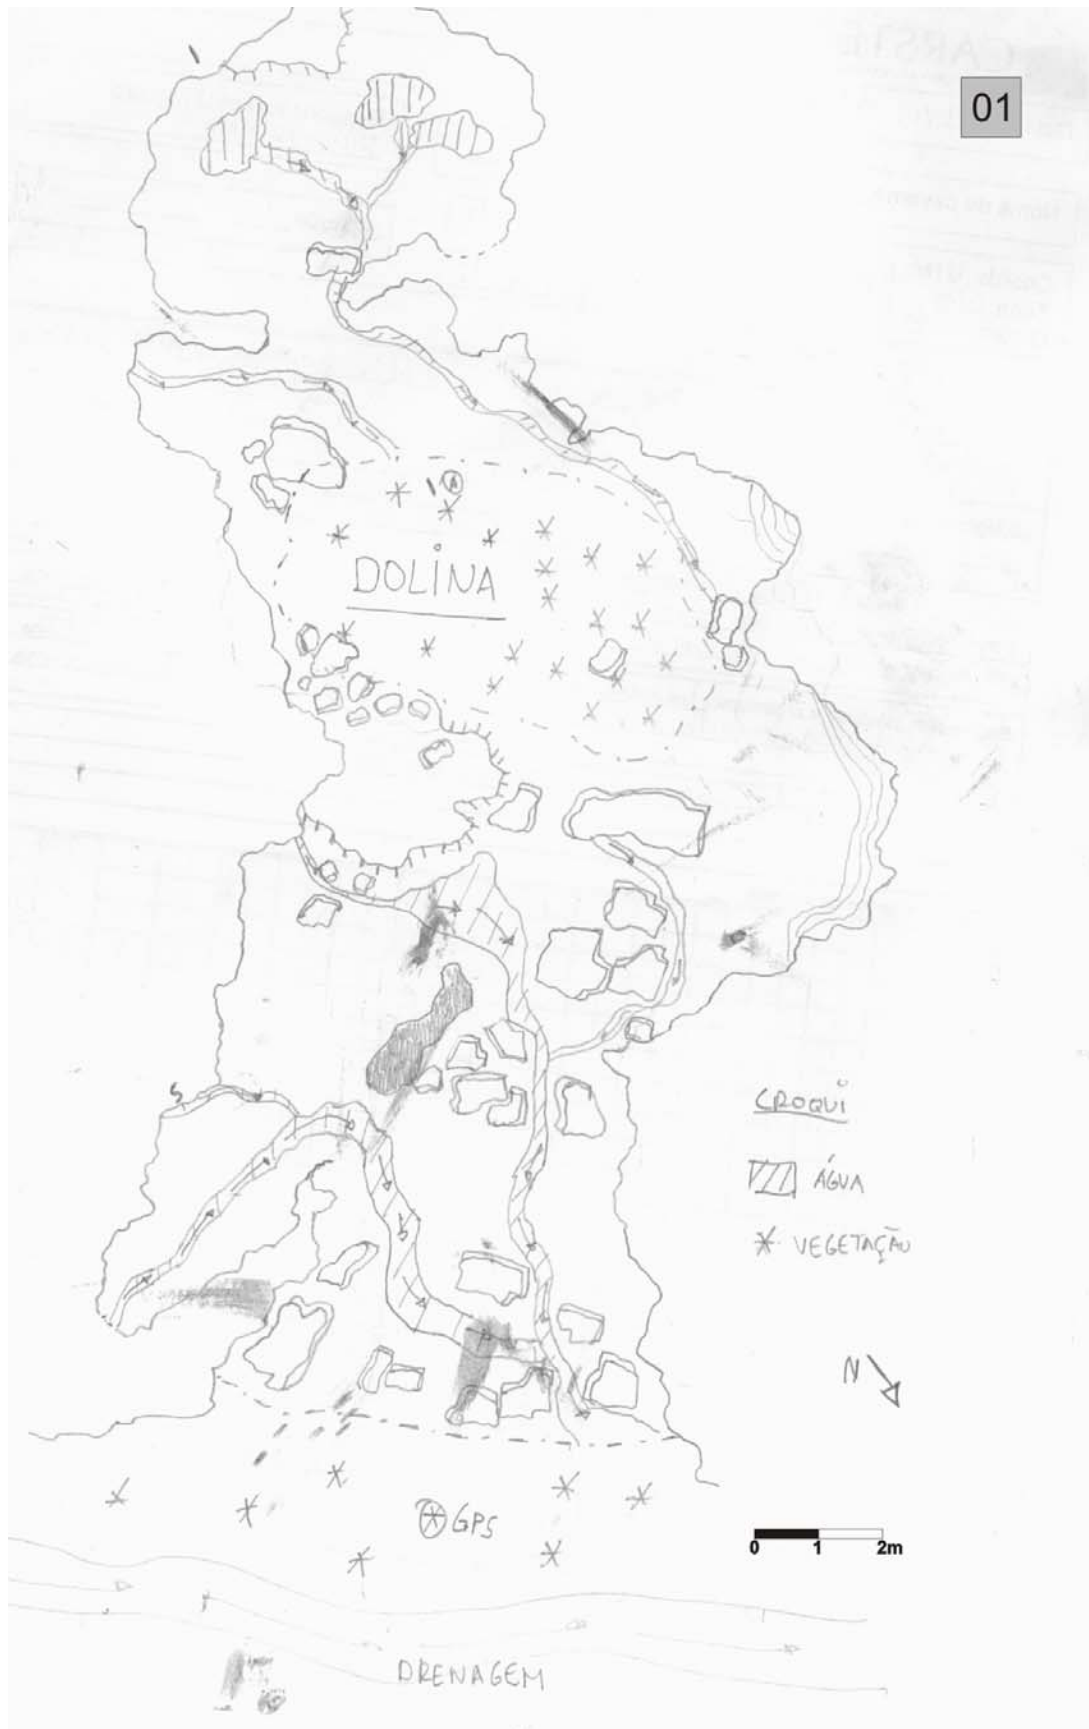 01
A
DOLINA
CROQUI
ÁGUA
VEGETAÇÃO
N
GPS
0 1 2m
DRENAGEM